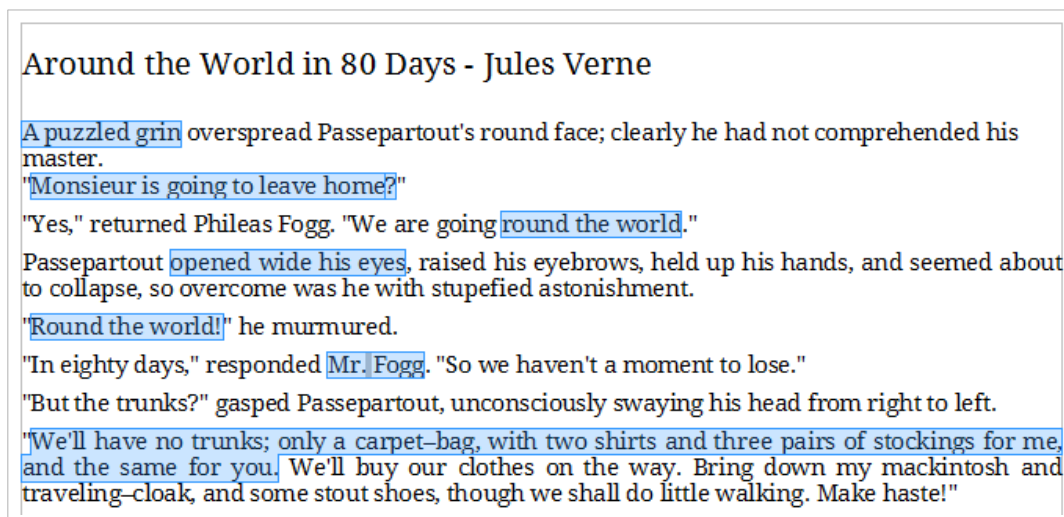 Around the World in 80 Days - Jules Verne
A puzzled grin overspread Passepartout's round face; clearly he had not comprehended his
master.
"Monsieur is going to leave home?"
"Yes," returned Phileas Fogg. "We are going round the world."
Passepartout opened wide his eyes, raised his eyebrows, held up his hands, and seemed about
to collapse, so overcome was he with stupefied astonishment.
"Round the world!" he murmured.
"In eighty days," responded Mr. Fogg. "So we haven't a moment to lose."
"But the trunks?" gasped Passepartout, unconsciously swaying his head from right to left.
"We'll have no trunks; only a carpet–bag, with two shirts and three pairs of stockings for me,
and the same for you. We'll buy our clothes on the way. Bring down my mackintosh and
traveling–cloak, and some stout shoes, though we shall do little walking. Make haste!"